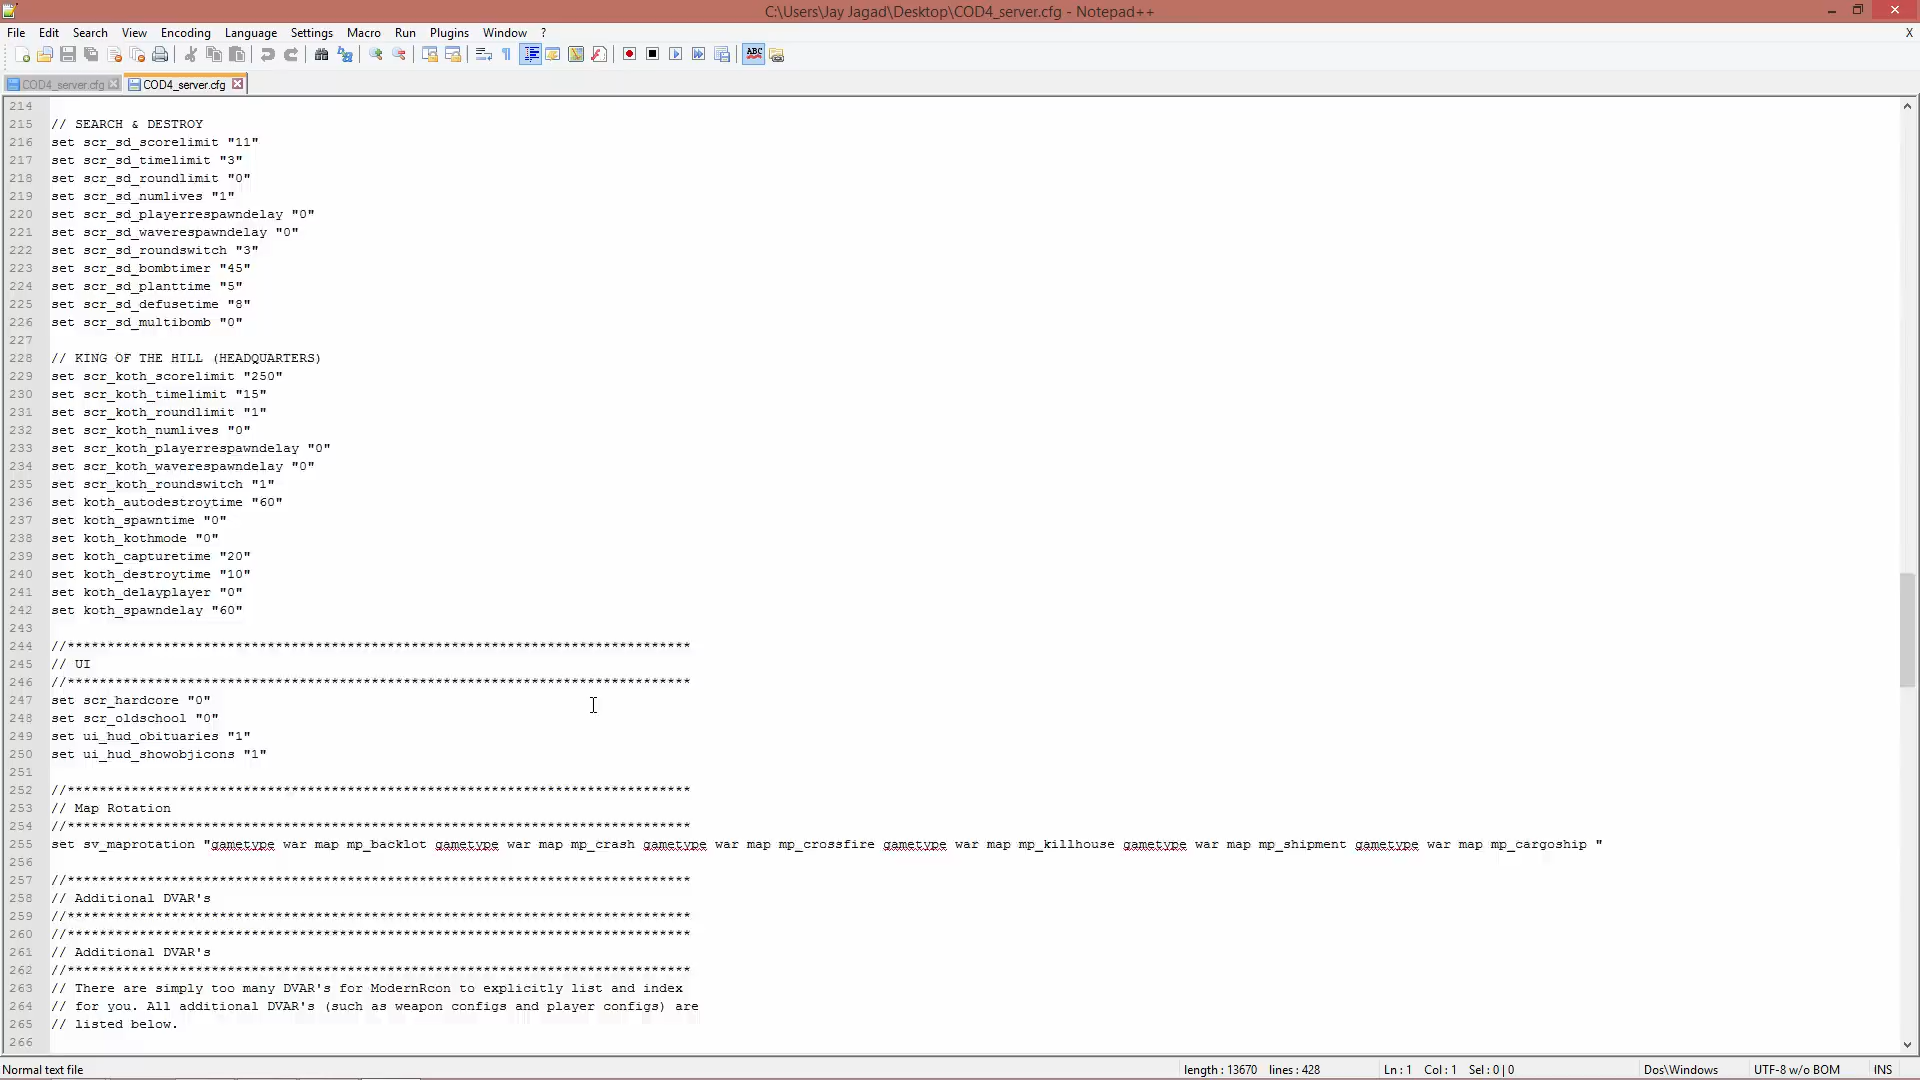 C:\Users\Jay Jagad\Desktop\COD4_server.cfg - Notepad++
File Edit Search View Encoding Language Settings Macro Run Plugins Window ? X
COD4_server.cfg COD4_server.cfg
214
215 // SEARCH & DESTROY
216 set scr_sd_scorelimit "11"
217 set scr_sd_timelimit "3"
218 set scr_sd_roundlimit "0"
219 set scr_sd_numlives "1"
220 set scr_sd_playerrespawndelay "0"
221 set scr_sd_waverespawndelay "0"
222 set scr_sd_roundswitch "3"
223 set scr_sd_bombtimer "45"
224 set scr_sd_planttime "5"
225 set scr_sd_defusetime "8"
226 set scr_sd_multibomb "0"
227
228 // KING OF THE HILL (HEADQUARTERS)
229 set scr_koth_scorelimit "250"
230 set scr_koth_timelimit "15"
231 set scr_koth_roundlimit "1"
232 set scr_koth_numlives "0"
233 set scr_koth_playerrespawndelay "0"
234 set scr_koth_waverespawndelay "0"
235 set scr_koth_roundswitch "1"
236 set koth_autodestroytime "60"
237 set koth_spawntime "0"
238 set koth_kothmode "0"
239 set koth_capturetime "20"
240 set koth_destroytime "10"
241 set koth_delayplayer "0"
242 set koth_spawndelay "60"
243
244 //******************************************************************************
245 // UI
246 //******************************************************************************
247 set scr_hardcore "0"
248 set scr_oldschool "0"
249 set ui_hud_obituaries "1"
250 set ui_hud_showobjicons "1"
251
252 //******************************************************************************
253 // Map Rotation
254 //******************************************************************************
255 set sv_maprotation "gametype war map mp_backlot gametype war map mp_crash gametype war map mp_crossfire gametype war map mp_killhouse gametype war map mp_shipment gametype war map mp_cargoship "
256
257 //******************************************************************************
258 // Additional DVAR's
259 //******************************************************************************
260 //******************************************************************************
261 // Additional DVAR's
262 //******************************************************************************
263 // There are simply too many DVAR's for ModernRcon to explicitly list and index
264 // for you. All additional DVAR's (such as weapon configs and player configs) are
265 // listed below.
266
Normal text file length : 13670 lines : 428 Ln : 1 Col : 1 Sel : 0 | 0 Dos\Windows UTF-8 w/o BOM INS